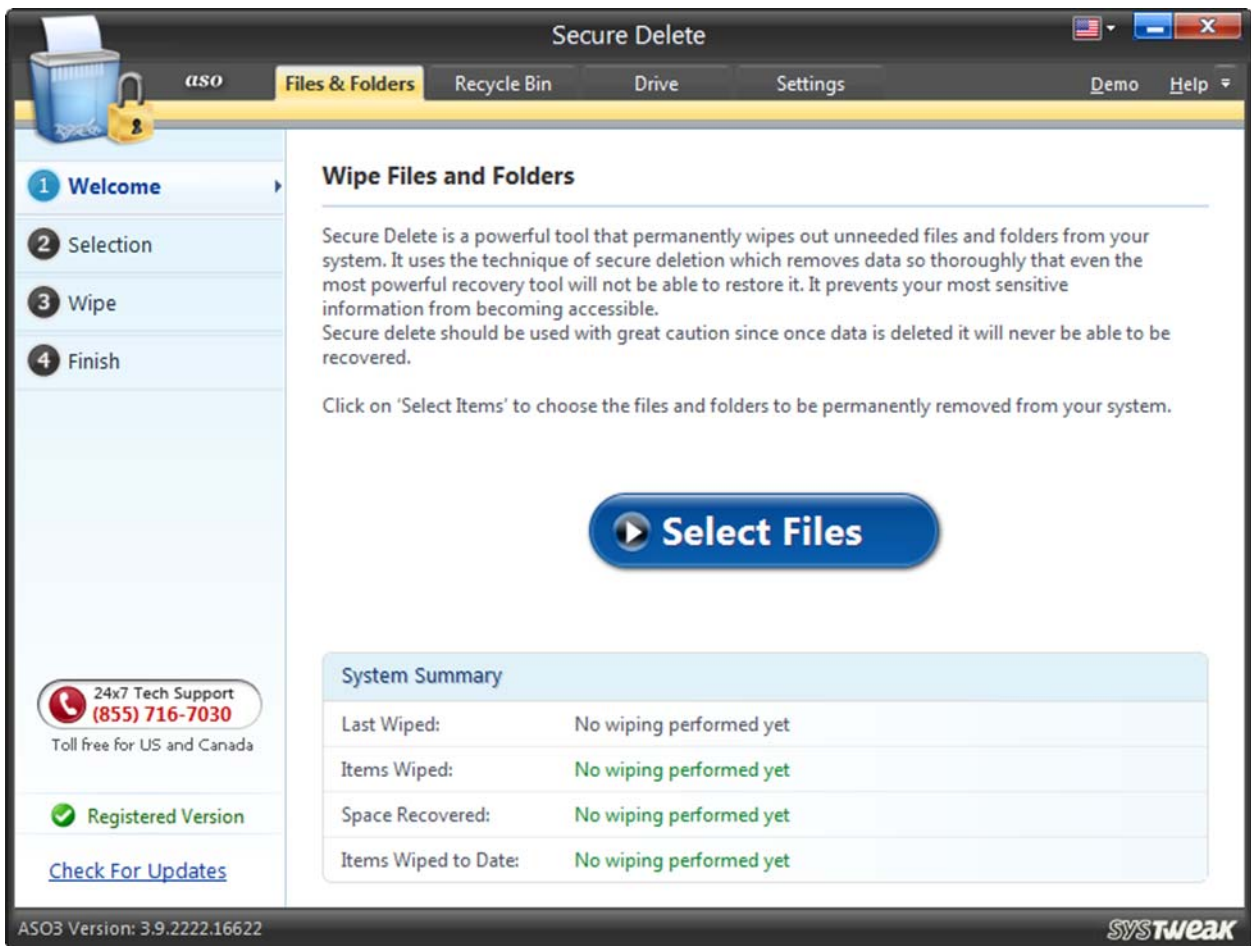 Secure Delete
aso
Files & Folders
Recycle Bin
Drive
Settings
Demo
Help
1 Welcome
2 Selection
3 Wipe
4 Finish
Wipe Files and Folders
Secure Delete is a powerful tool that permanently wipes out unneeded files and folders from your
system. It uses the technique of secure deletion which removes data so thoroughly that even the
most powerful recovery tool will not be able to restore it. It prevents your most sensitive
information from becoming accessible.
Secure delete should be used with great caution since once data is deleted it will never be able to be
recovered.
Click on ‘Select Items’ to choose the files and folders to be permanently removed from your system.
Select Files
System Summary
Last Wiped: No wiping performed yet
Items Wiped: No wiping performed yet
Space Recovered: No wiping performed yet
Items Wiped to Date: No wiping performed yet
24x7 Tech Support
(855) 716-7030
Toll free for US and Canada
Registered Version
Check For Updates
ASO3 Version: 3.9.2222.16622
SYSTweak